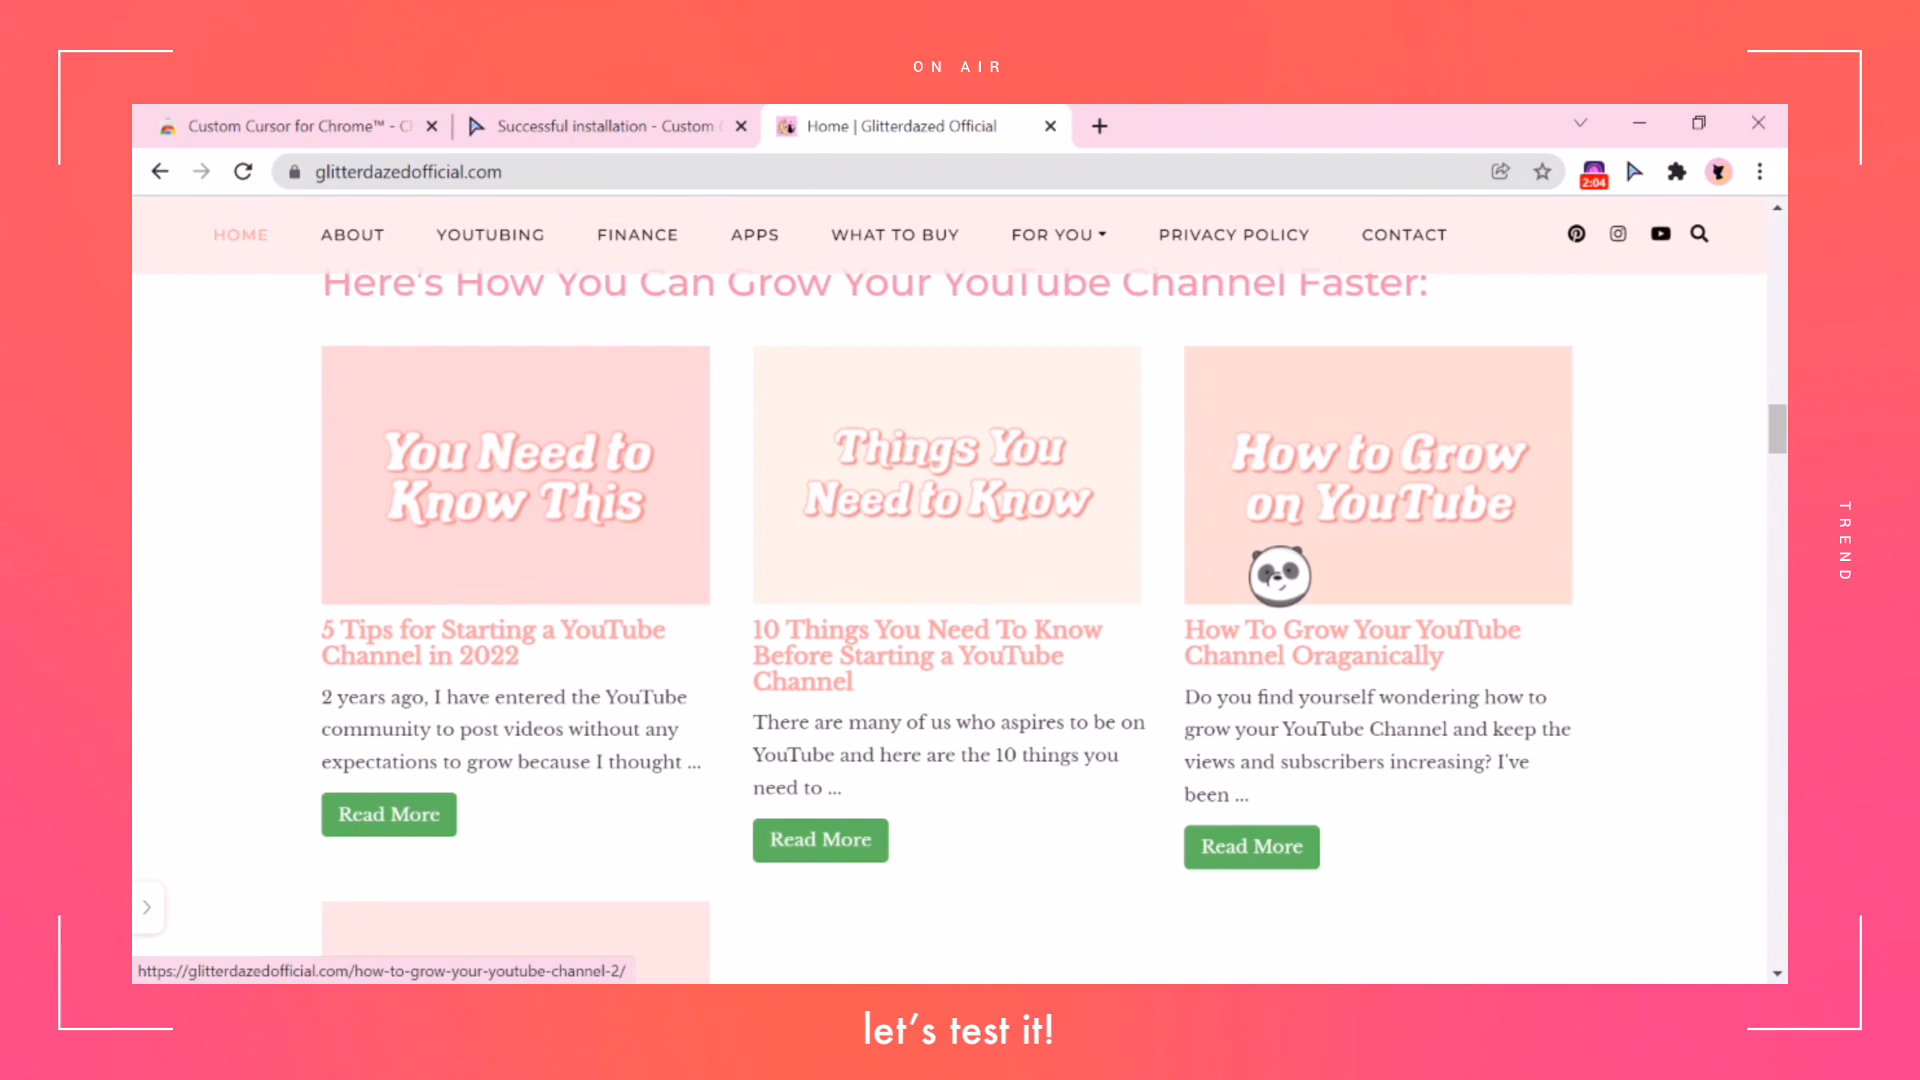 ON AIR
Custom Cursor for Chrome™ - Ch
Successful installation - Custom C
Home | Glitterdazed Official
glitterdazedofficial.com
2:04
HOME
ABOUT
YOUTUBING
FINANCE
APPS
WHAT TO BUY
FOR YOU
PRIVACY POLICY
CONTACT
Here's How You Can Grow Your YouTube Channel Faster:
You Need to
Know This
5 Tips for Starting a YouTube
Channel in 2022
2 years ago, I have entered the YouTube
community to post videos without any
expectations to grow because I thought ...
Read More
Things You
Need to Know
10 Things You Need To Know
Before Starting a YouTube
Channel
There are many of us who aspires to be on
YouTube and here are the 10 things you
need to ...
Read More
How to Grow
on YouTube
How To Grow Your YouTube
Channel Oraganically
Do you find yourself wondering how to
grow your YouTube Channel and keep the
views and subscribers increasing? I've
been ...
Read More
https://glitterdazedofficial.com/how-to-grow-your-youtube-channel-2/
TREND
let's test it!